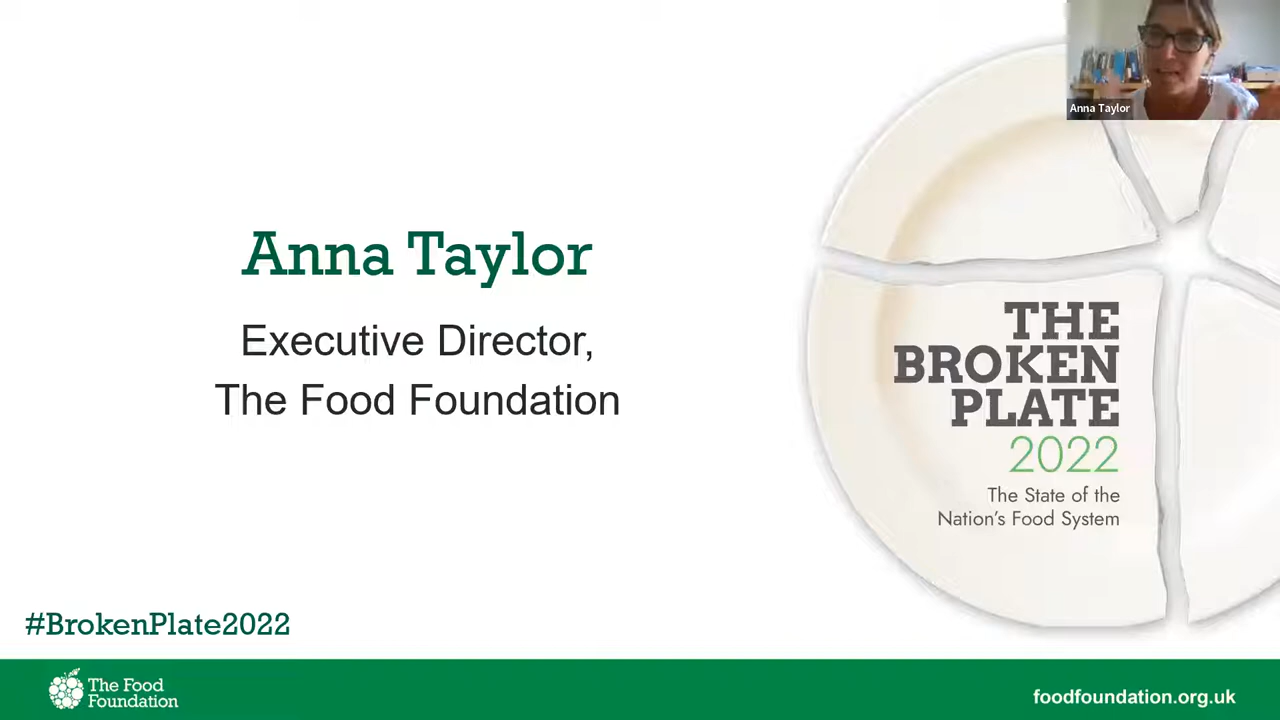 Anna Taylor
Anna Taylor
Executive Director,
The Food Foundation
THE
BROKEN
PLATE
2022
The State of the
Nation's Food System
#BrokenPlate2022
The Food
Foundation
foodfoundation.org.uk